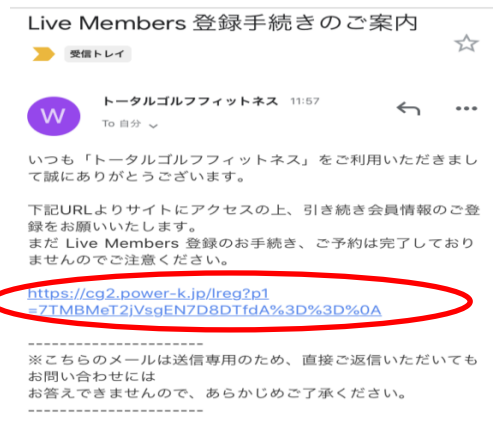 Live Members 登録手続きのご案内
受信トレイ
W
トータルゴルフフィットネス 11:57
To 自分
いつも「トータルゴルフフィットネス」をご利用いただきまし
て誠にありがとうございます。
下記URLよりサイトにアクセスの上、引き続き会員情報のご登
録をお願いいたします。
まだ Live Members 登録のお手続き、ご予約は完了しており
ませんのでご注意ください。
https://cg2.power-k.jp/lreg?p1
=7TMBMeT2jVsgEN7D8DTfdA%3D%3D%0A
----------------------
※こちらのメールは送信専用のため、直接ご返信いただいても
お問い合わせには
お答えできませんので、あらかじめご了承ください。
----------------------